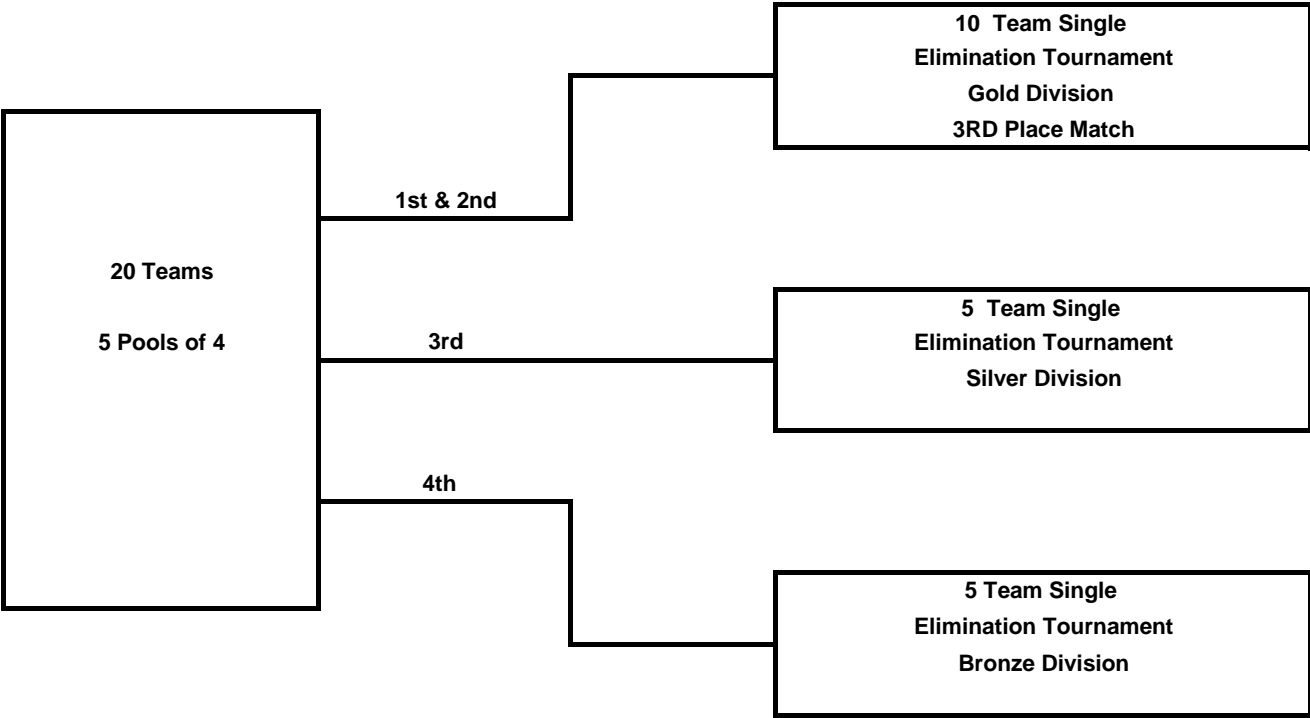 20 Teams
5 Pools of 4
1st & 2nd
3rd
4th
10  Team Single
Elimination Tournament
Gold Division
3RD Place Match
5  Team Single
Elimination Tournament
Silver Division
5 Team Single
Elimination Tournament
Bronze Division